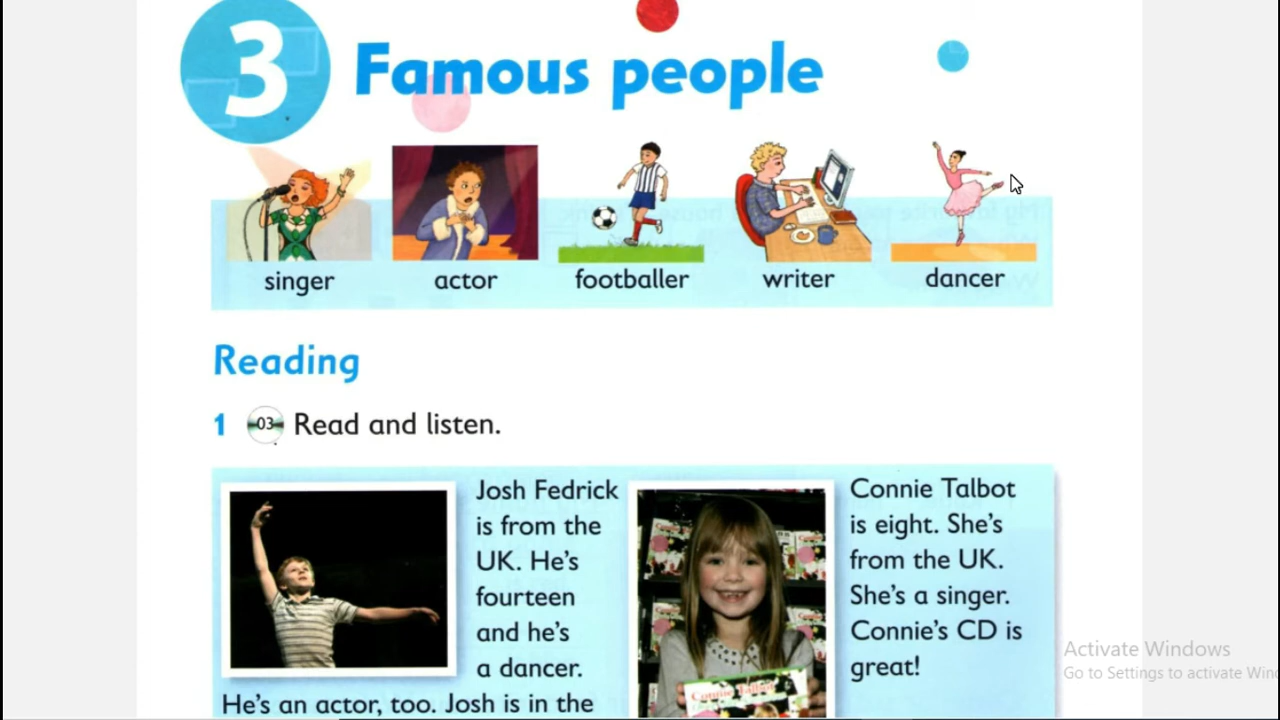 3
Famous people
singer
actor
footballer
writer
dancer
Reading
1 03 Read and listen.
Josh Fedrick
is from the
UK. He's
fourteen
and he's
a dancer.
He's an actor, too. Josh is in the
Connie Talbot
Connie Talbot
is eight. She's
from the UK.
She's a singer.
Connie's CD is
great!
Activate Windows
Go to Settings to activate Win